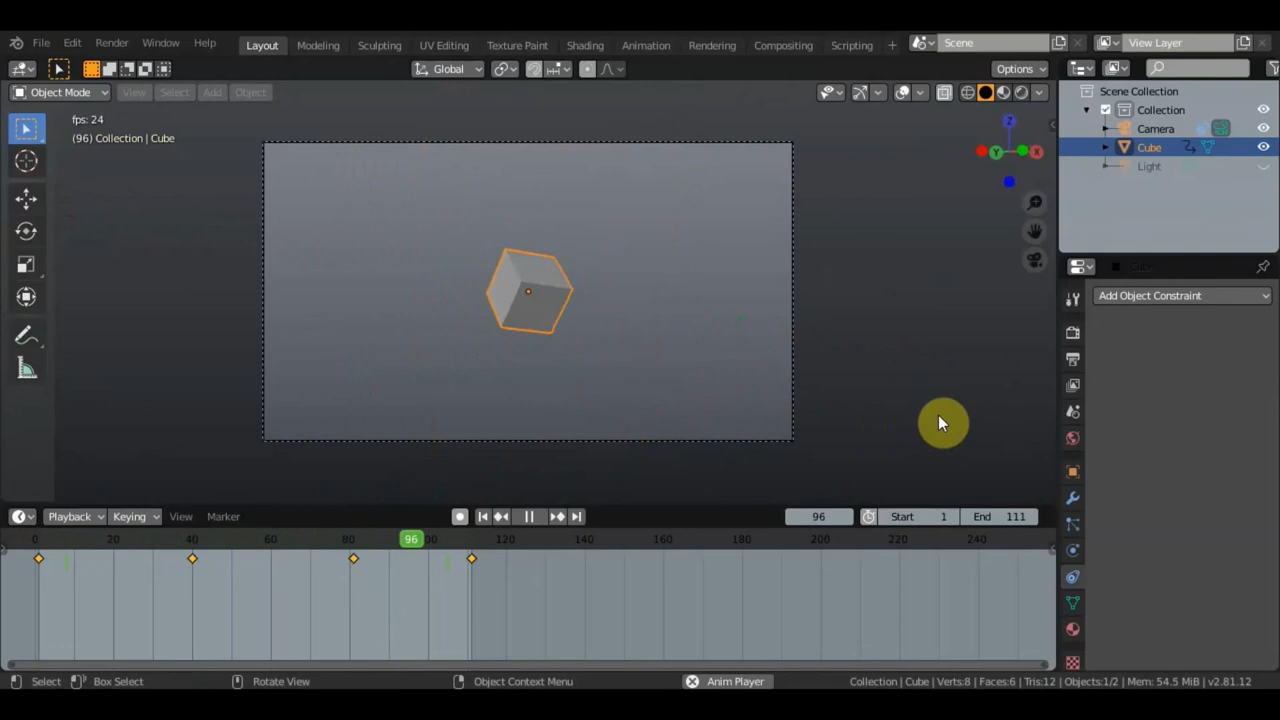 File Edit Render Window Help Layout Modeling Sculpting UV Editing Texture Paint Shading Animation Rendering Compositing Scripting + Scene View Layer
Global Options
Object Mode View Select Add Object
Scene Collection
fps: 24
(96) Collection | Cube
Collection
Camera
Cube
Light
Z
Y X
Cube
Add Object Constraint
Playback Keying View Marker 96 Start 1 End 111
0 20 40 60 80 96 00 120 140 160 180 200 220 240
Select Box Select Rotate View Object Context Menu Anim Player Collection | Cube | Verts:8 | Faces:6 | Tris:12 | Objects:1/2 | Mem: 54.5 MiB | v2.81.12